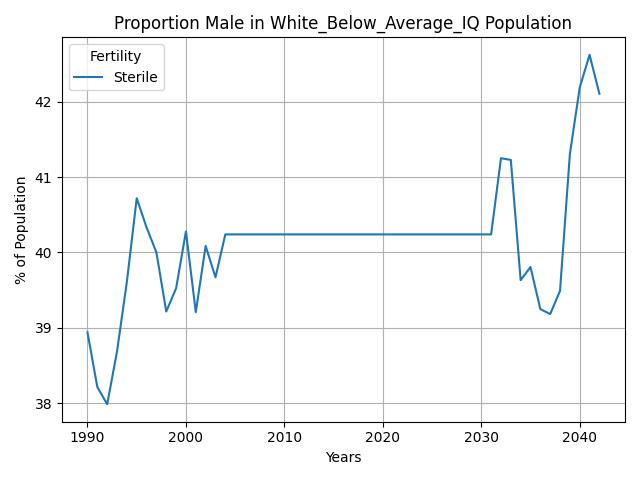 Proportion Male in White_Below_Average_IQ Population
Fertility
Sterile
% of Population
42
41
40
39
38
1990 2000 2010 2020 2030 2040
Years